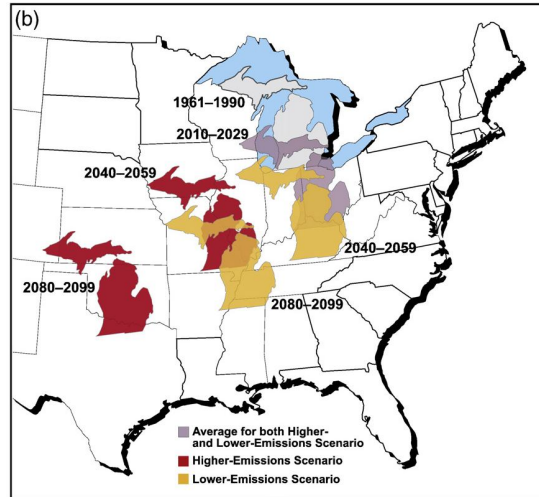 (b)
1961–1990
2010–2029
2040–2059
2040–2059
2080–2099
2080–2099
Average for both Higher-
and Lower-Emissions Scenario
Higher-Emissions Scenario
Lower-Emissions Scenario